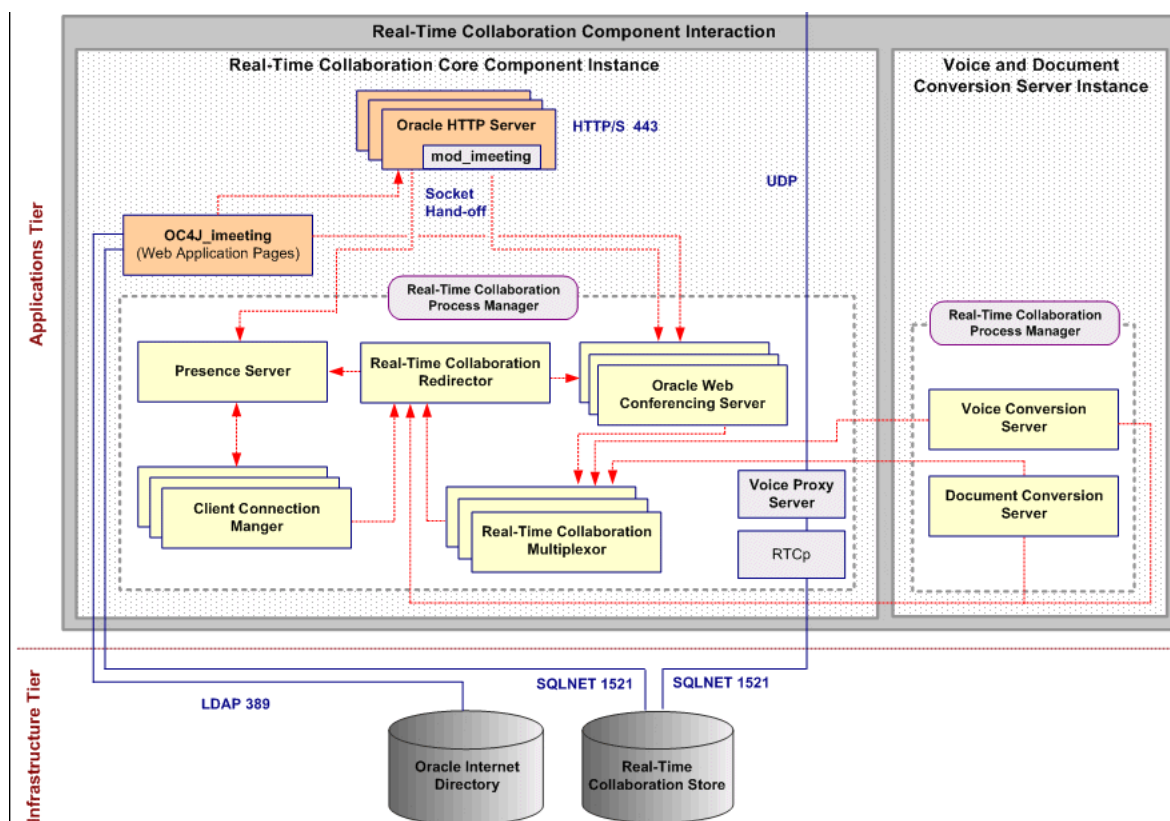 Real-Time Collaboration Component Interaction
Real-Time Collaboration Core Component Instance
Voice and Document
Conversion Server Instance
Oracle HTTP Server
mod_imeeting
HTTP/S 443
UDP
Socket
Hand-off
OC4J_imeeting
(Web Application Pages)
Applications Tier
Real-Time Collaboration
Process Manager
Real-Time Collaboration
Process Manager
Presence Server
Real-Time Collaboration
Redirector
Oracle Web
Conferencing Server
Voice Conversion
Server
Client Connection
Manger
Real-Time Collaboration
Multiplexor
Voice Proxy
Server
RTCp
Document Conversion
Server
Infrastructure Tier
LDAP 389
SQLNET 1521
SQLNET 1521
Oracle Internet
Directory
Real-Time
Collaboration Store